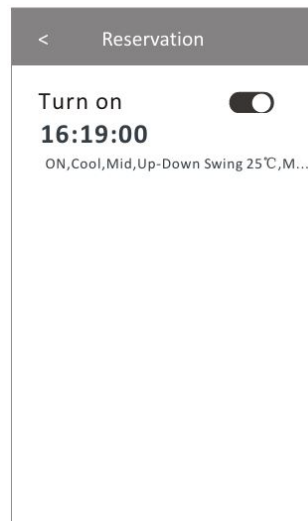 < Reservation
Turn on
16:19:00
ON,Cool,Mid,Up-Down Swing 25℃,M...